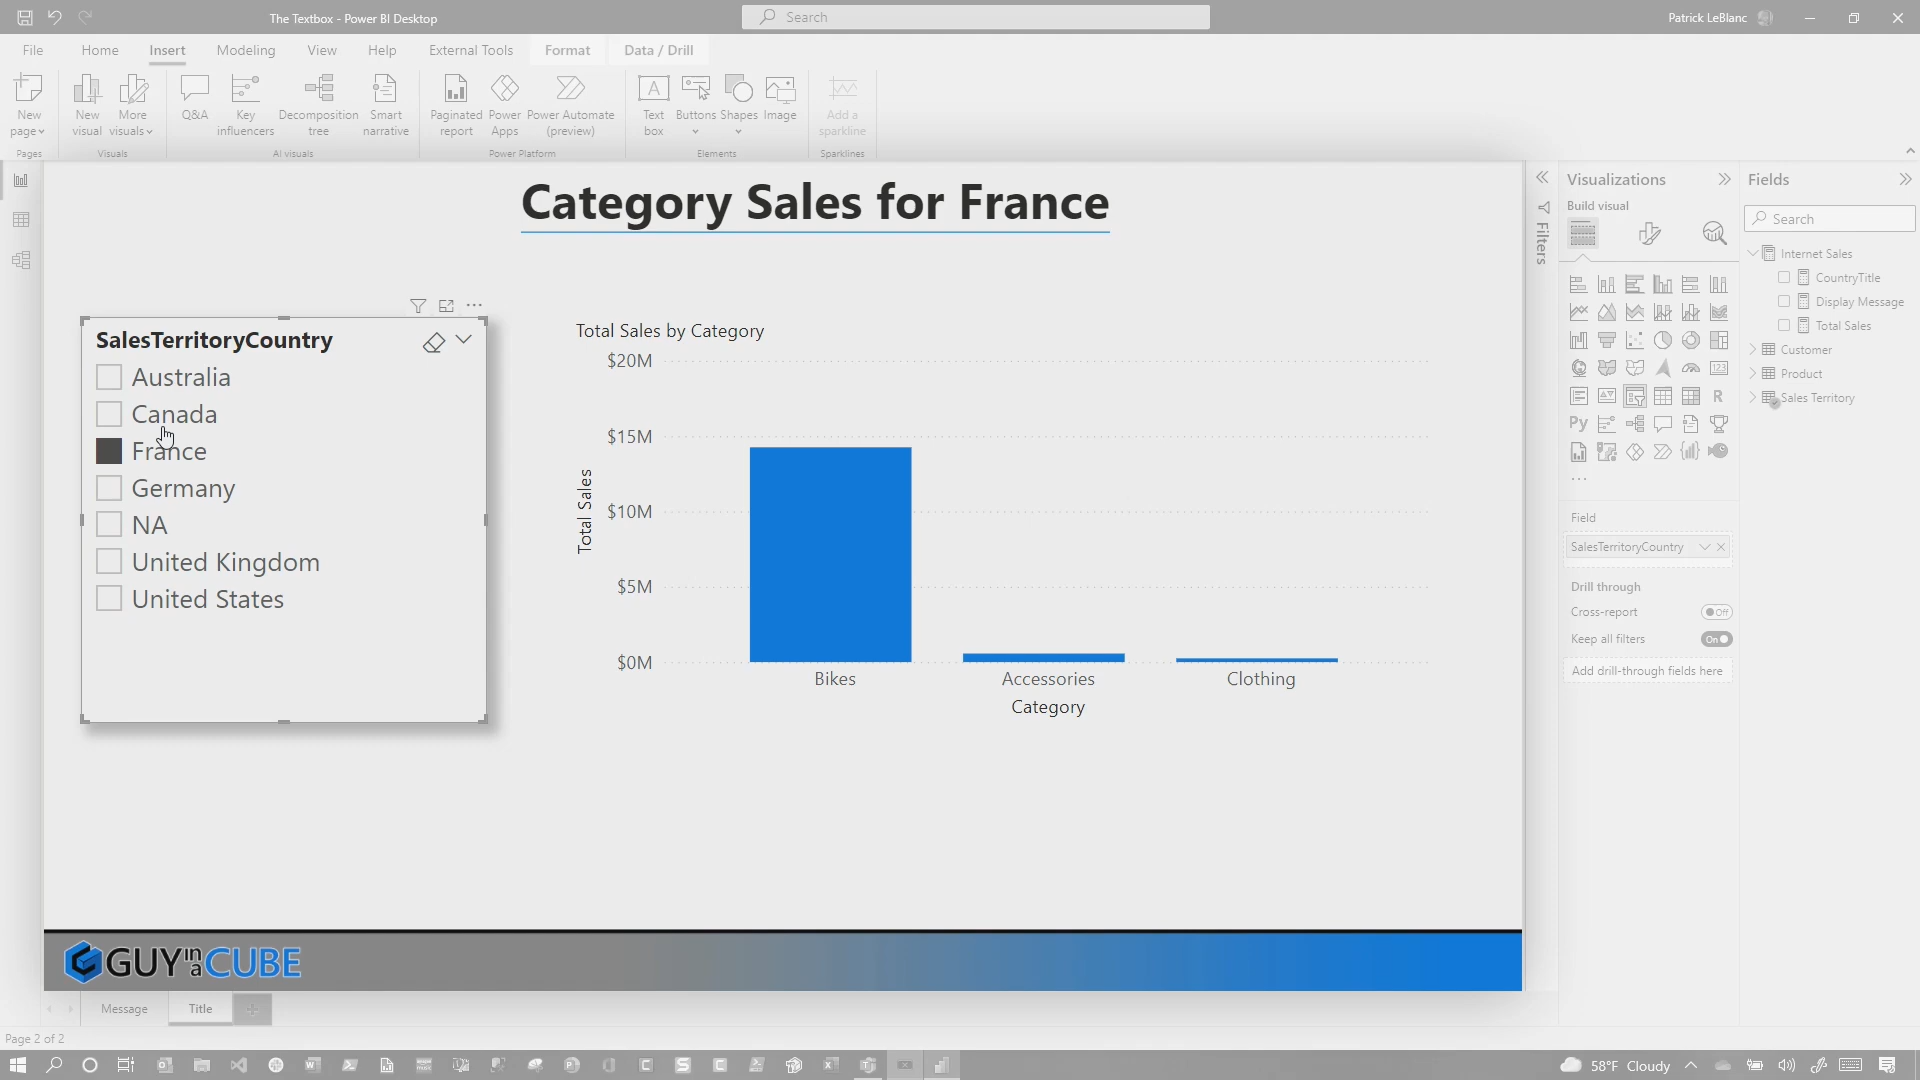 The Textbox - Power BI Desktop
Search
Patrick LeBlanc
File
Home
Insert
Modeling
View
Help
External Tools
Format
Data / Drill
New page
New visual
More visuals
Q&A
Key influencers
Decomposition tree
Smart narrative
Paginated report
Power Apps
Power Automate (preview)
Text box
Buttons
Shapes
Image
Add a sparkline
Pages
Visuals
AI visuals
Power Platform
Elements
Sparklines
Category Sales for France
SalesTerritoryCountry
Australia
Canada
France
Germany
NA
United Kingdom
United States
Total Sales by Category
$20M
$15M
$10M
$5M
$0M
Total Sales
Bikes
Accessories
Clothing
Category
GUY in a CUBE
Filters
Visualizations
Build visual
123
R
Py
Field
SalesTerritoryCountry
Drill through
Cross-report
Off
Keep all filters
On
Add drill-through fields here
Fields
Search
Internet Sales
CountryTitle
Display Message
Total Sales
Customer
Product
Sales Territory
Message
Title
Page 2 of 2
58°F Cloudy